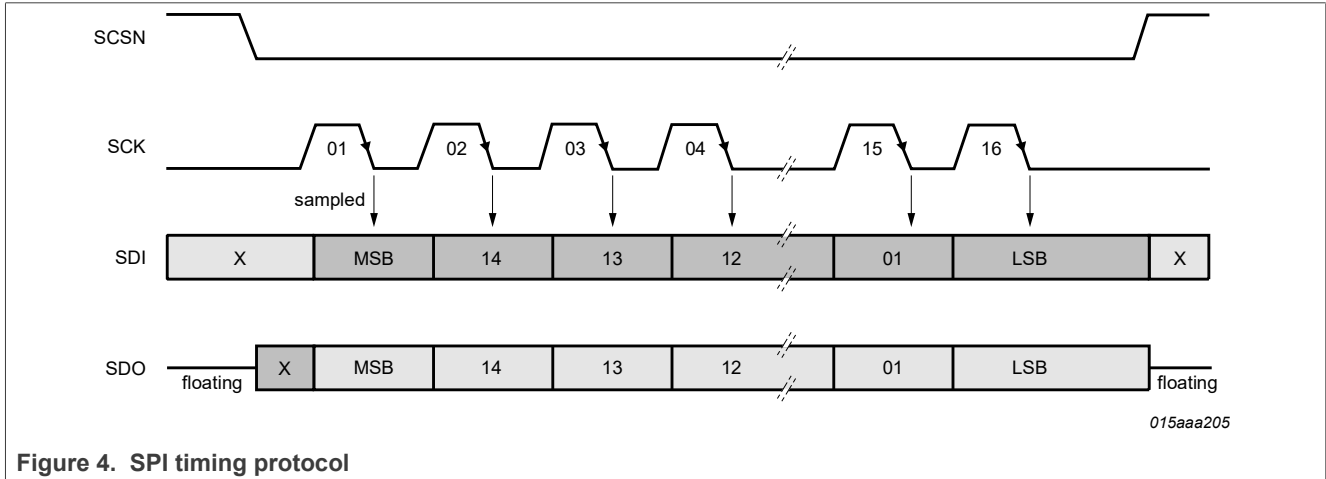 SCSN
SCK
01 02 03 04 15 16
sampled
SDI
X MSB 14 13 12 01 LSB X
SDO
floating
X MSB 14 13 12 01 LSB
floating
015aaa205
Figure 4. SPI timing protocol